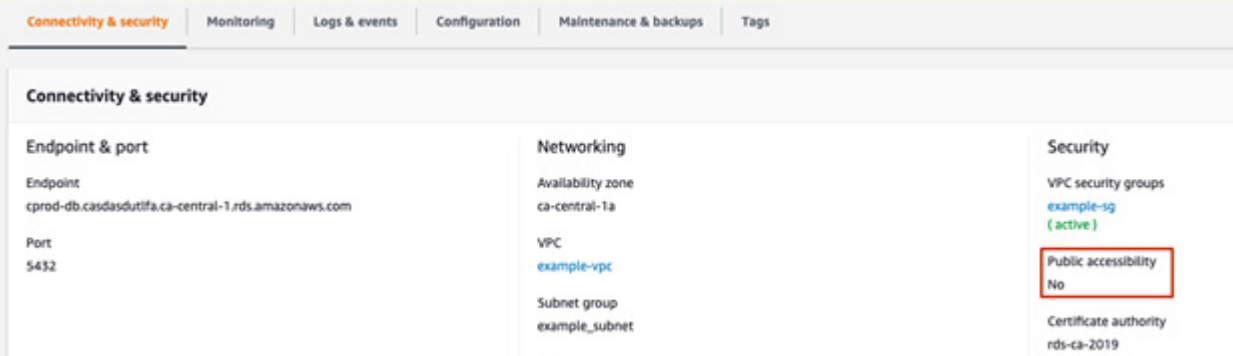 Connectivity & security
Monitoring
Logs & events
Configuration
Maintenance & backups
Tags
Connectivity & security
Endpoint & port
Endpoint
cprod-db.casdasdutlfa.ca-central-1.rds.amazonaws.com
Port
5432
Networking
Availability zone
ca-central-1a
VPC
example-vpc
Subnet group
example_subnet
Security
VPC security groups
example-sg
( active )
Public accessibility
No
Certificate authority
rds-ca-2019